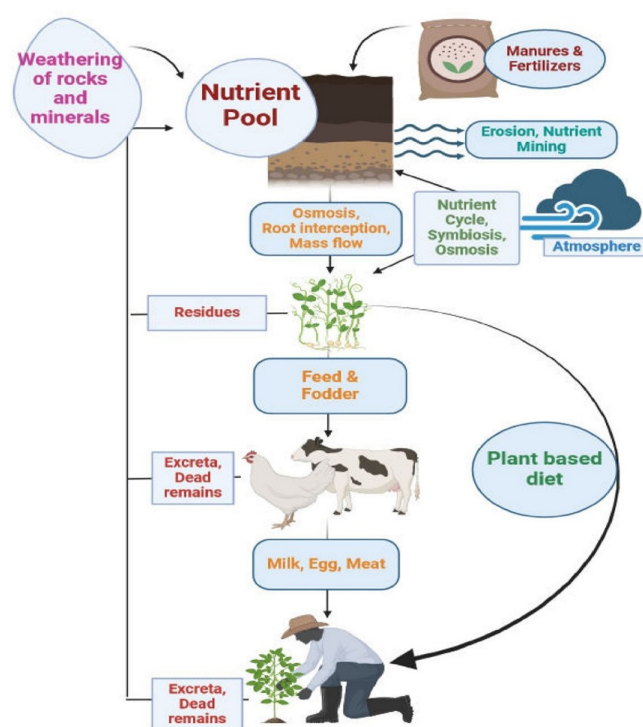 Weathering
of rocks
and
minerals
Nutrient
Pool
Manures &
Fertilizers
Erosion, Nutrient
Mining
Osmosis,
Root interception,
Mass flow
Nutrient
Cycle,
Symbiosis,
Osmosis
Atmosphere
Residues
Feed &
Fodder
Excreta,
Dead
remains
Plant based
diet
Milk, Egg, Meat
Excreta,
Dead
remains